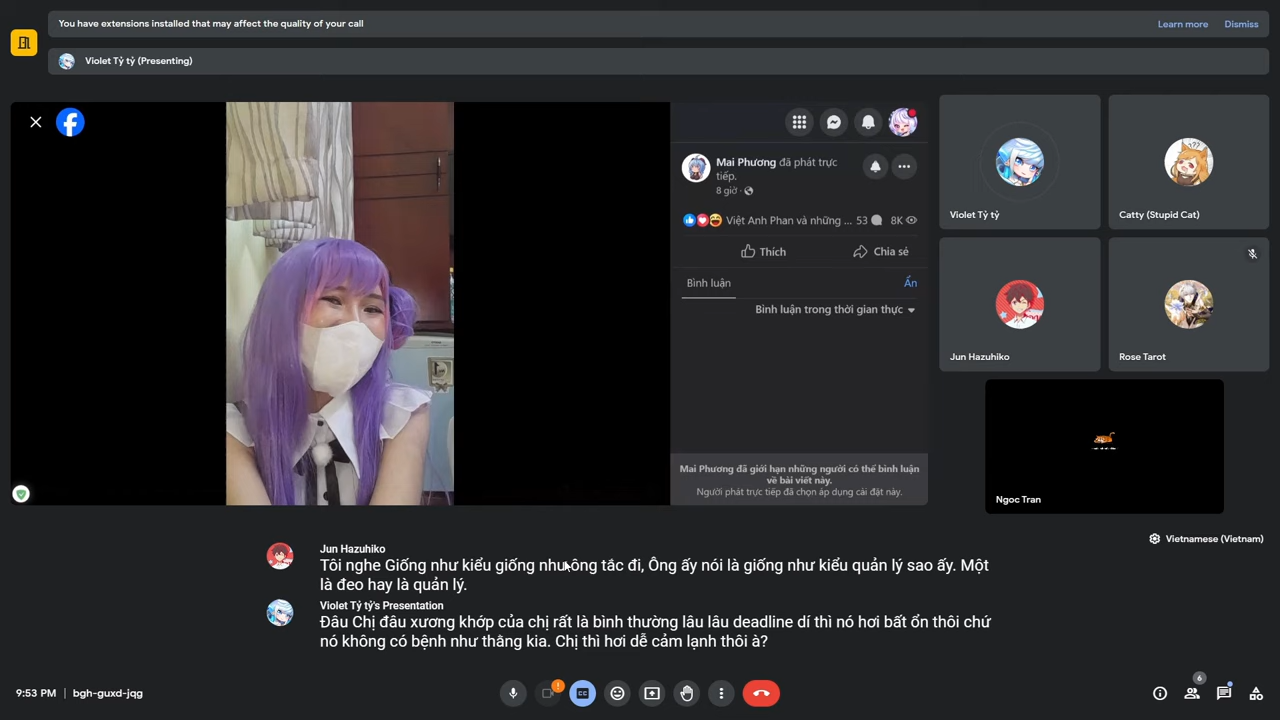 You have extensions installed that may affect the quality of your call
Learn more
Dismiss
Violet Tỷ tỷ (Presenting)
Mai Phương đã phát trực
tiếp.
8 giờ ·
Việt Anh Phan và những ... 53
8K
Thích
Chia sẻ
Bình luận
Ẩn
Bình luận trong thời gian thực
Mai Phương đã giới hạn những người có thể bình luận
về bài viết này.
Người phát trực tiếp đã chọn áp dụng cài đặt này.
Violet Tỷ tỷ
Catty (Stupid Cat)
Jun Hazuhiko
Rose Tarot
Ngoc Tran
Vietnamese (Vietnam)
Jun Hazuhiko
Tôi nghe Giống như kiểu giống như ông tắc đi, Ông ấy nói là giống như kiểu quản lý sao ấy. Một
là đeo hay là quản lý.
Violet Tỷ tỷ's Presentation
Đâu Chị đâu xương khớp của chị rất là bình thường lâu lâu deadline dí thì nó hơi bất ổn thôi chứ
nó không có bệnh như thằng kia. Chị thì hơi dễ cảm lạnh thôi à?
9:53 PM | bgh-guxd-jqg
CC
6